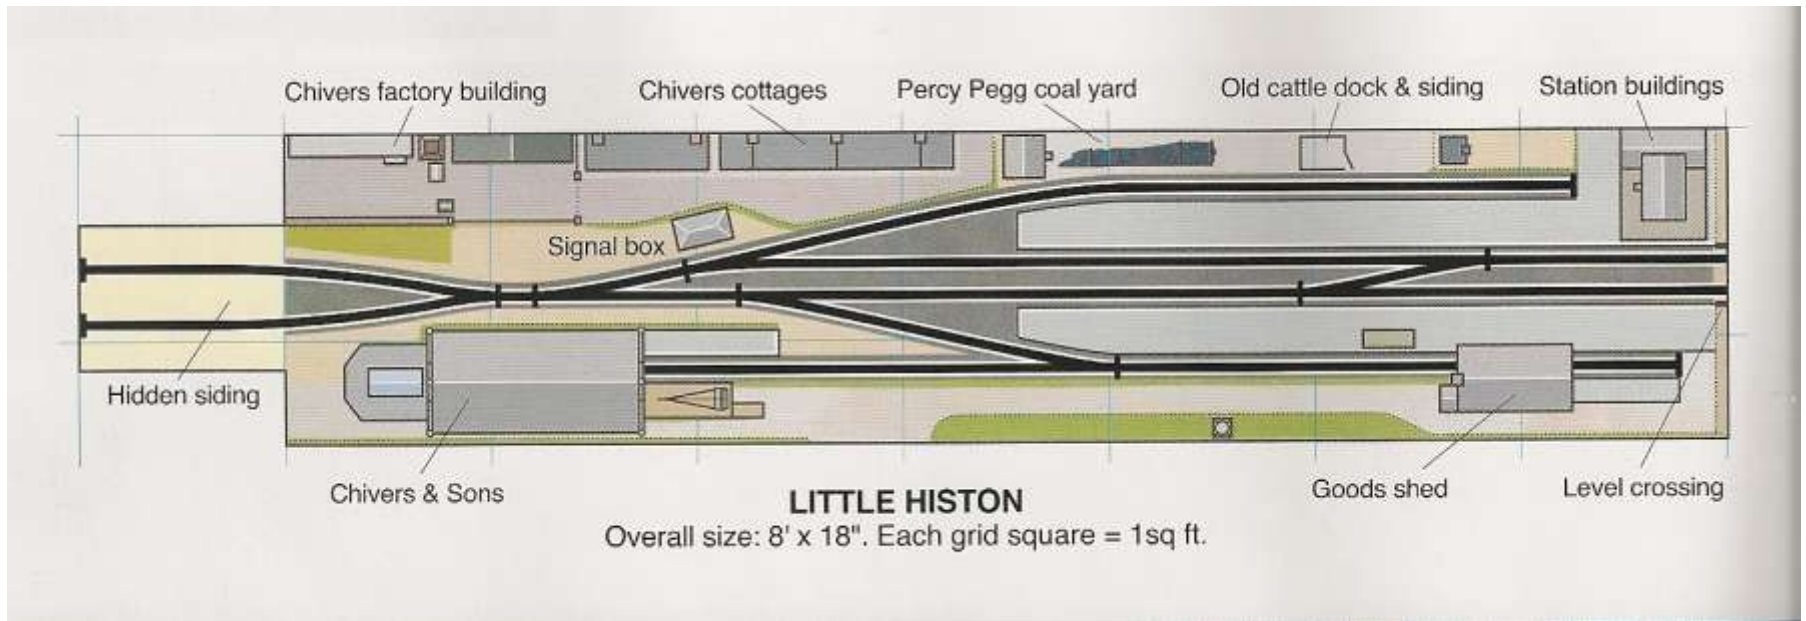 Chivers factory building
Chivers cottages
Percy Pegg coal yard
Old cattle dock & siding
Station buildings
Signal box
Hidden siding
Chivers & Sons
Goods shed
Level crossing
LITTLE HISTON
Overall size: 8' x 18". Each grid square = 1sq ft.